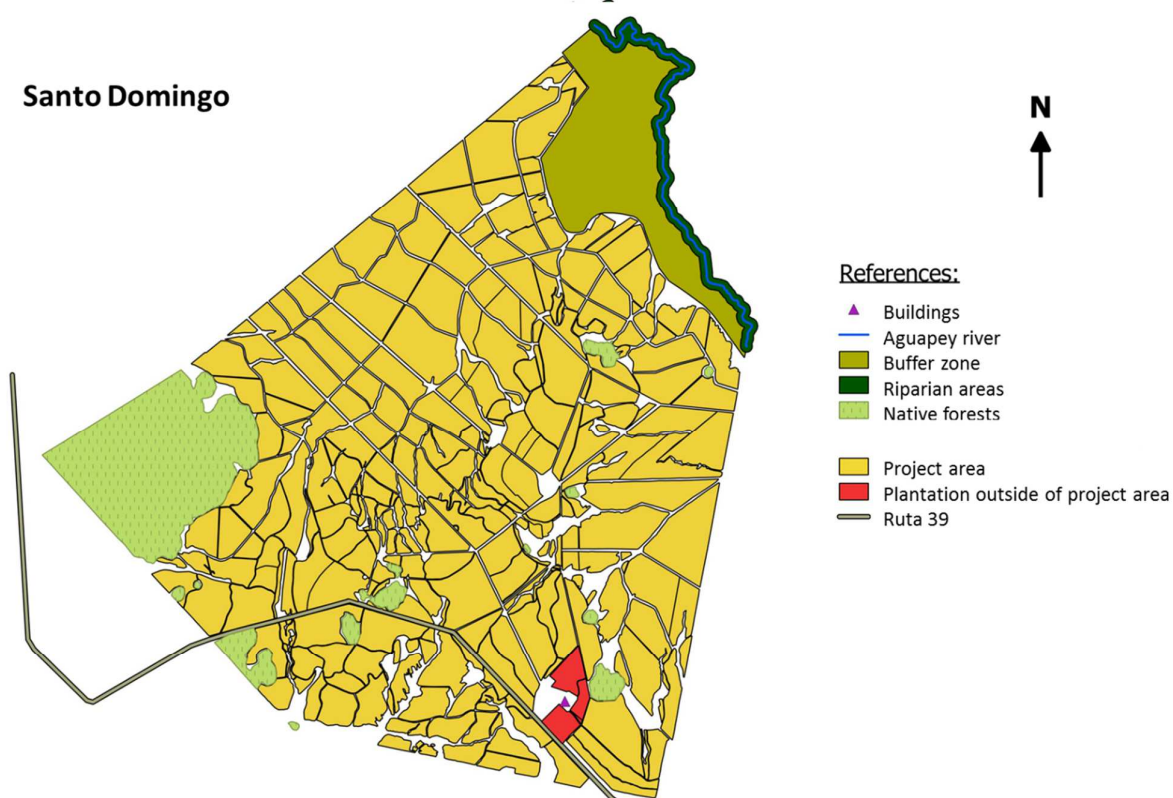 Santo Domingo
N
References:
Buildings
Aguapey river
Buffer zone
Riparian areas
Native forests
Project area
Plantation outside of project area
Ruta 39